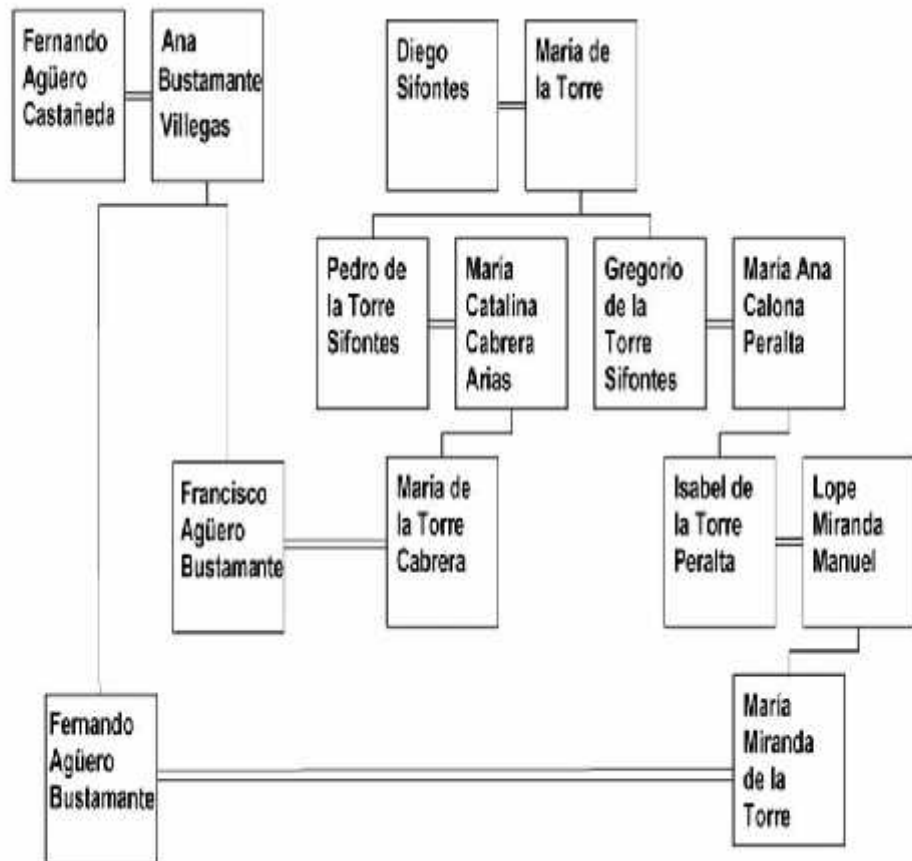 Fernando
Agüero
Castañeda
Ana
Bustamante
Villegas
Diego
Sifontes
Maria de
la Torre
Pedro de
la Torre
Sifontes
María
Catalina
Cabrera
Arias
Gregorio
de la
Torre
Sifontes
María Ana
Calona
Peralta
Francisco
Agüero
Bustamante
Maria de
la Torre
Cabrera
Isabel de
la Torre
Peralta
Lope
Miranda
Manuel
Fernando
Agüero
Bustamante
María
Miranda
de la
Torre